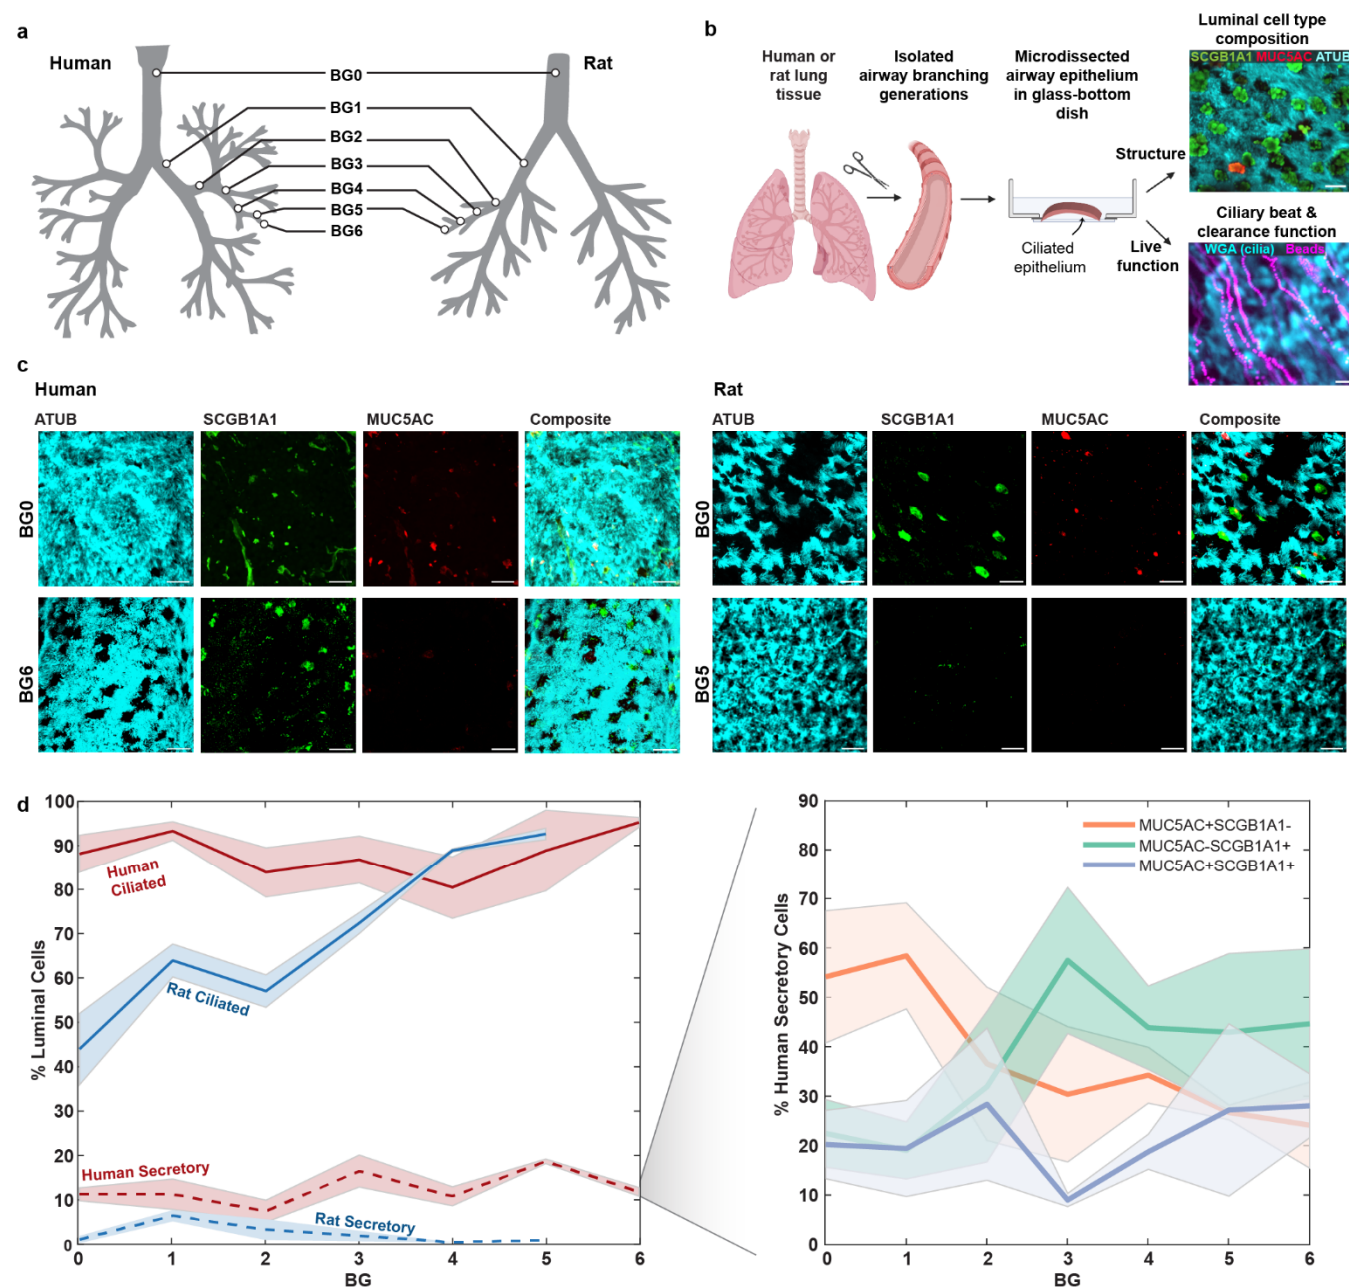 a
Human
Rat
BG0
BG1
BG2
BG3
BG4
BG5
BG6
b
Human or
rat lung
tissue
Isolated
airway branching
generations
Microdissected
airway epithelium
in glass-bottom
dish
Ciliated
epithelium
Structure
Live
function
Luminal cell type
composition
SCGB1A1 MUC5AC ATUB
Ciliary beat &
clearance function
WGA (cilia) Beads
c
Human
ATUB SCGB1A1 MUC5AC Composite
BG0
BG6
Rat
ATUB SCGB1A1 MUC5AC Composite
BG0
BG5
d
% Luminal Cells
100
90
80
70
60
50
40
30
20
10
0
Human
Ciliated
Rat Ciliated
Human Secretory
Rat Secretory
0 1 2 3 4 5 6
BG
% Human Secretory Cells
90
80
70
60
50
40
30
20
10
0
MUC5AC+SCGB1A1-
MUC5AC-SCGB1A1+
MUC5AC+SCGB1A1+
0 1 2 3 4 5 6
BG